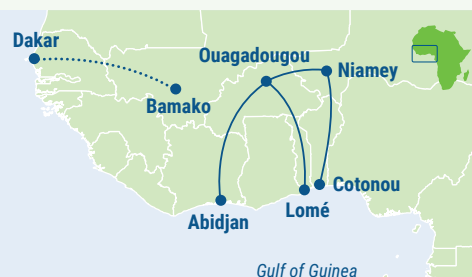 Dakar
Ouagadougou
Niamey
Bamako
Cotonou
Lomé
Abidjan
Gulf of Guinea